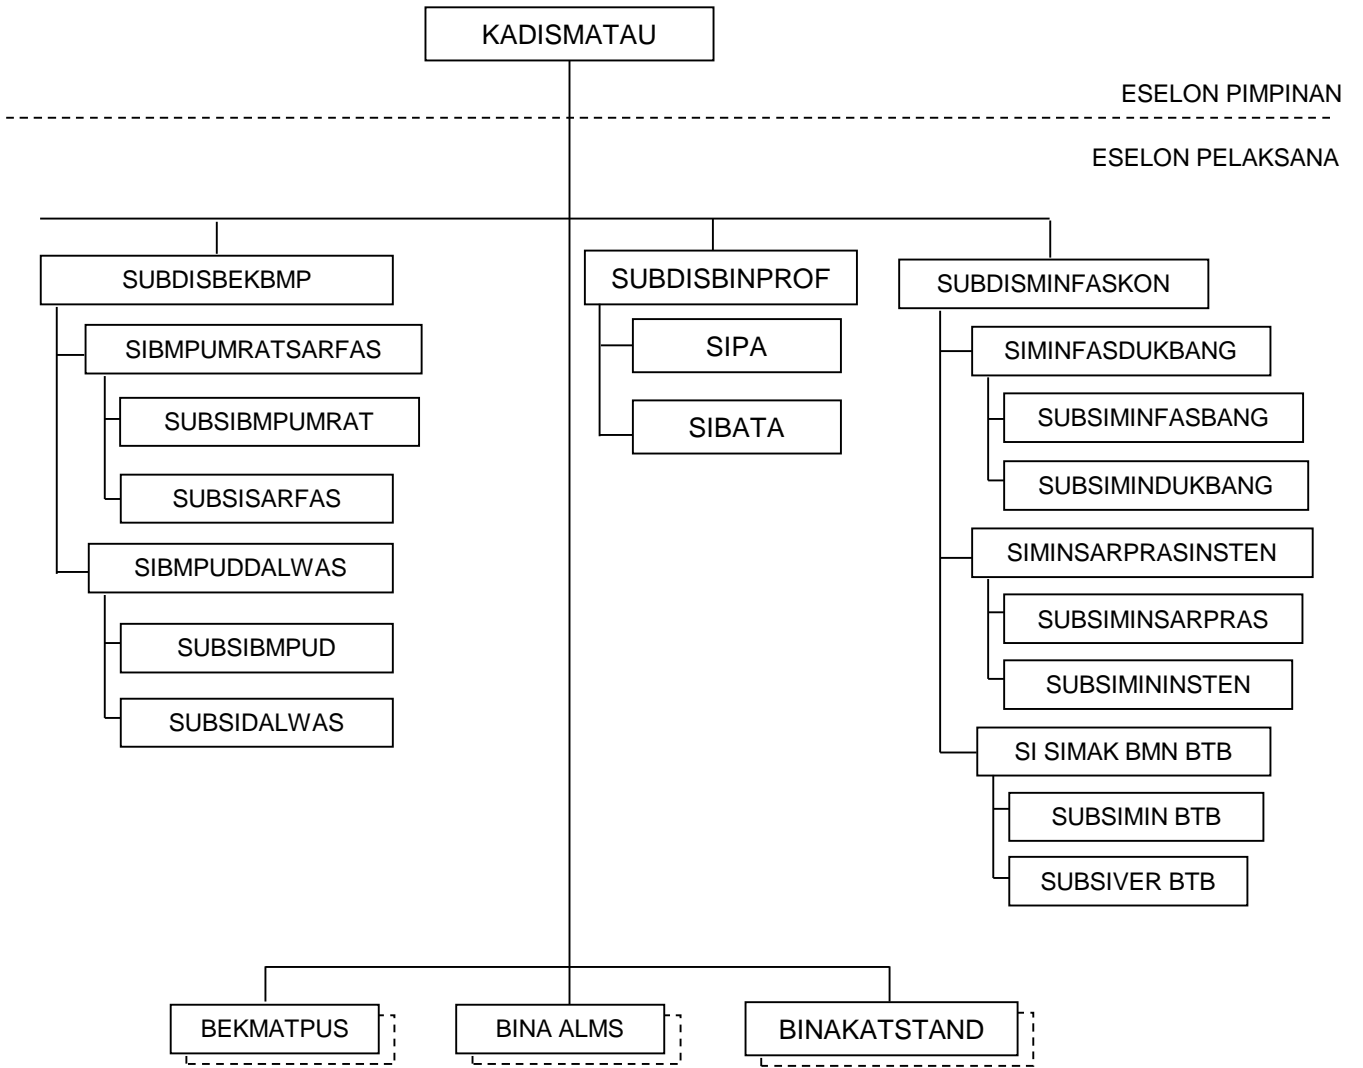 KADISMATAU
ESELON PIMPINAN
ESELON PELAKSANA
SUBDISBEKBMP
SIBMPUMRATSARFAS
SUBSIBMPUMRAT
SUBSISARFAS
SIBMPUDDALWAS
SUBSIBMPUD
SUBSIDALWAS
SUBDISBINPROF
SIPA
SIBATA
SUBDISMINFASKON
SIMINFASDUKBANG
SUBSIMINFASBANG
SUBSIMINDUKBANG
SIMINSARPRASINSTEN
SUBSIMINSARPRAS
SUBSIMININSTEN
SI SIMAK BMN BTB
SUBSIMIN BTB
SUBSIVER BTB
BEKMATPUS
BINA ALMS
BINAKATSTAND